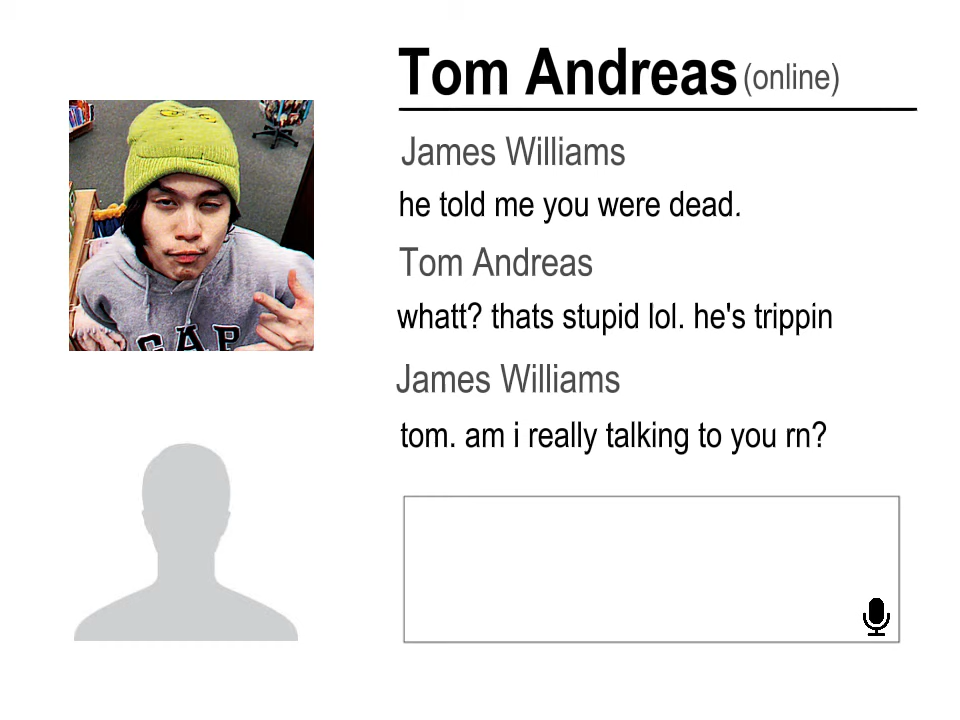 Tom Andreas (online)
James Williams
he told me you were dead.
Tom Andreas
whatt? thats stupid lol. he's trippin
James Williams
tom. am i really talking to you rn?
GAP